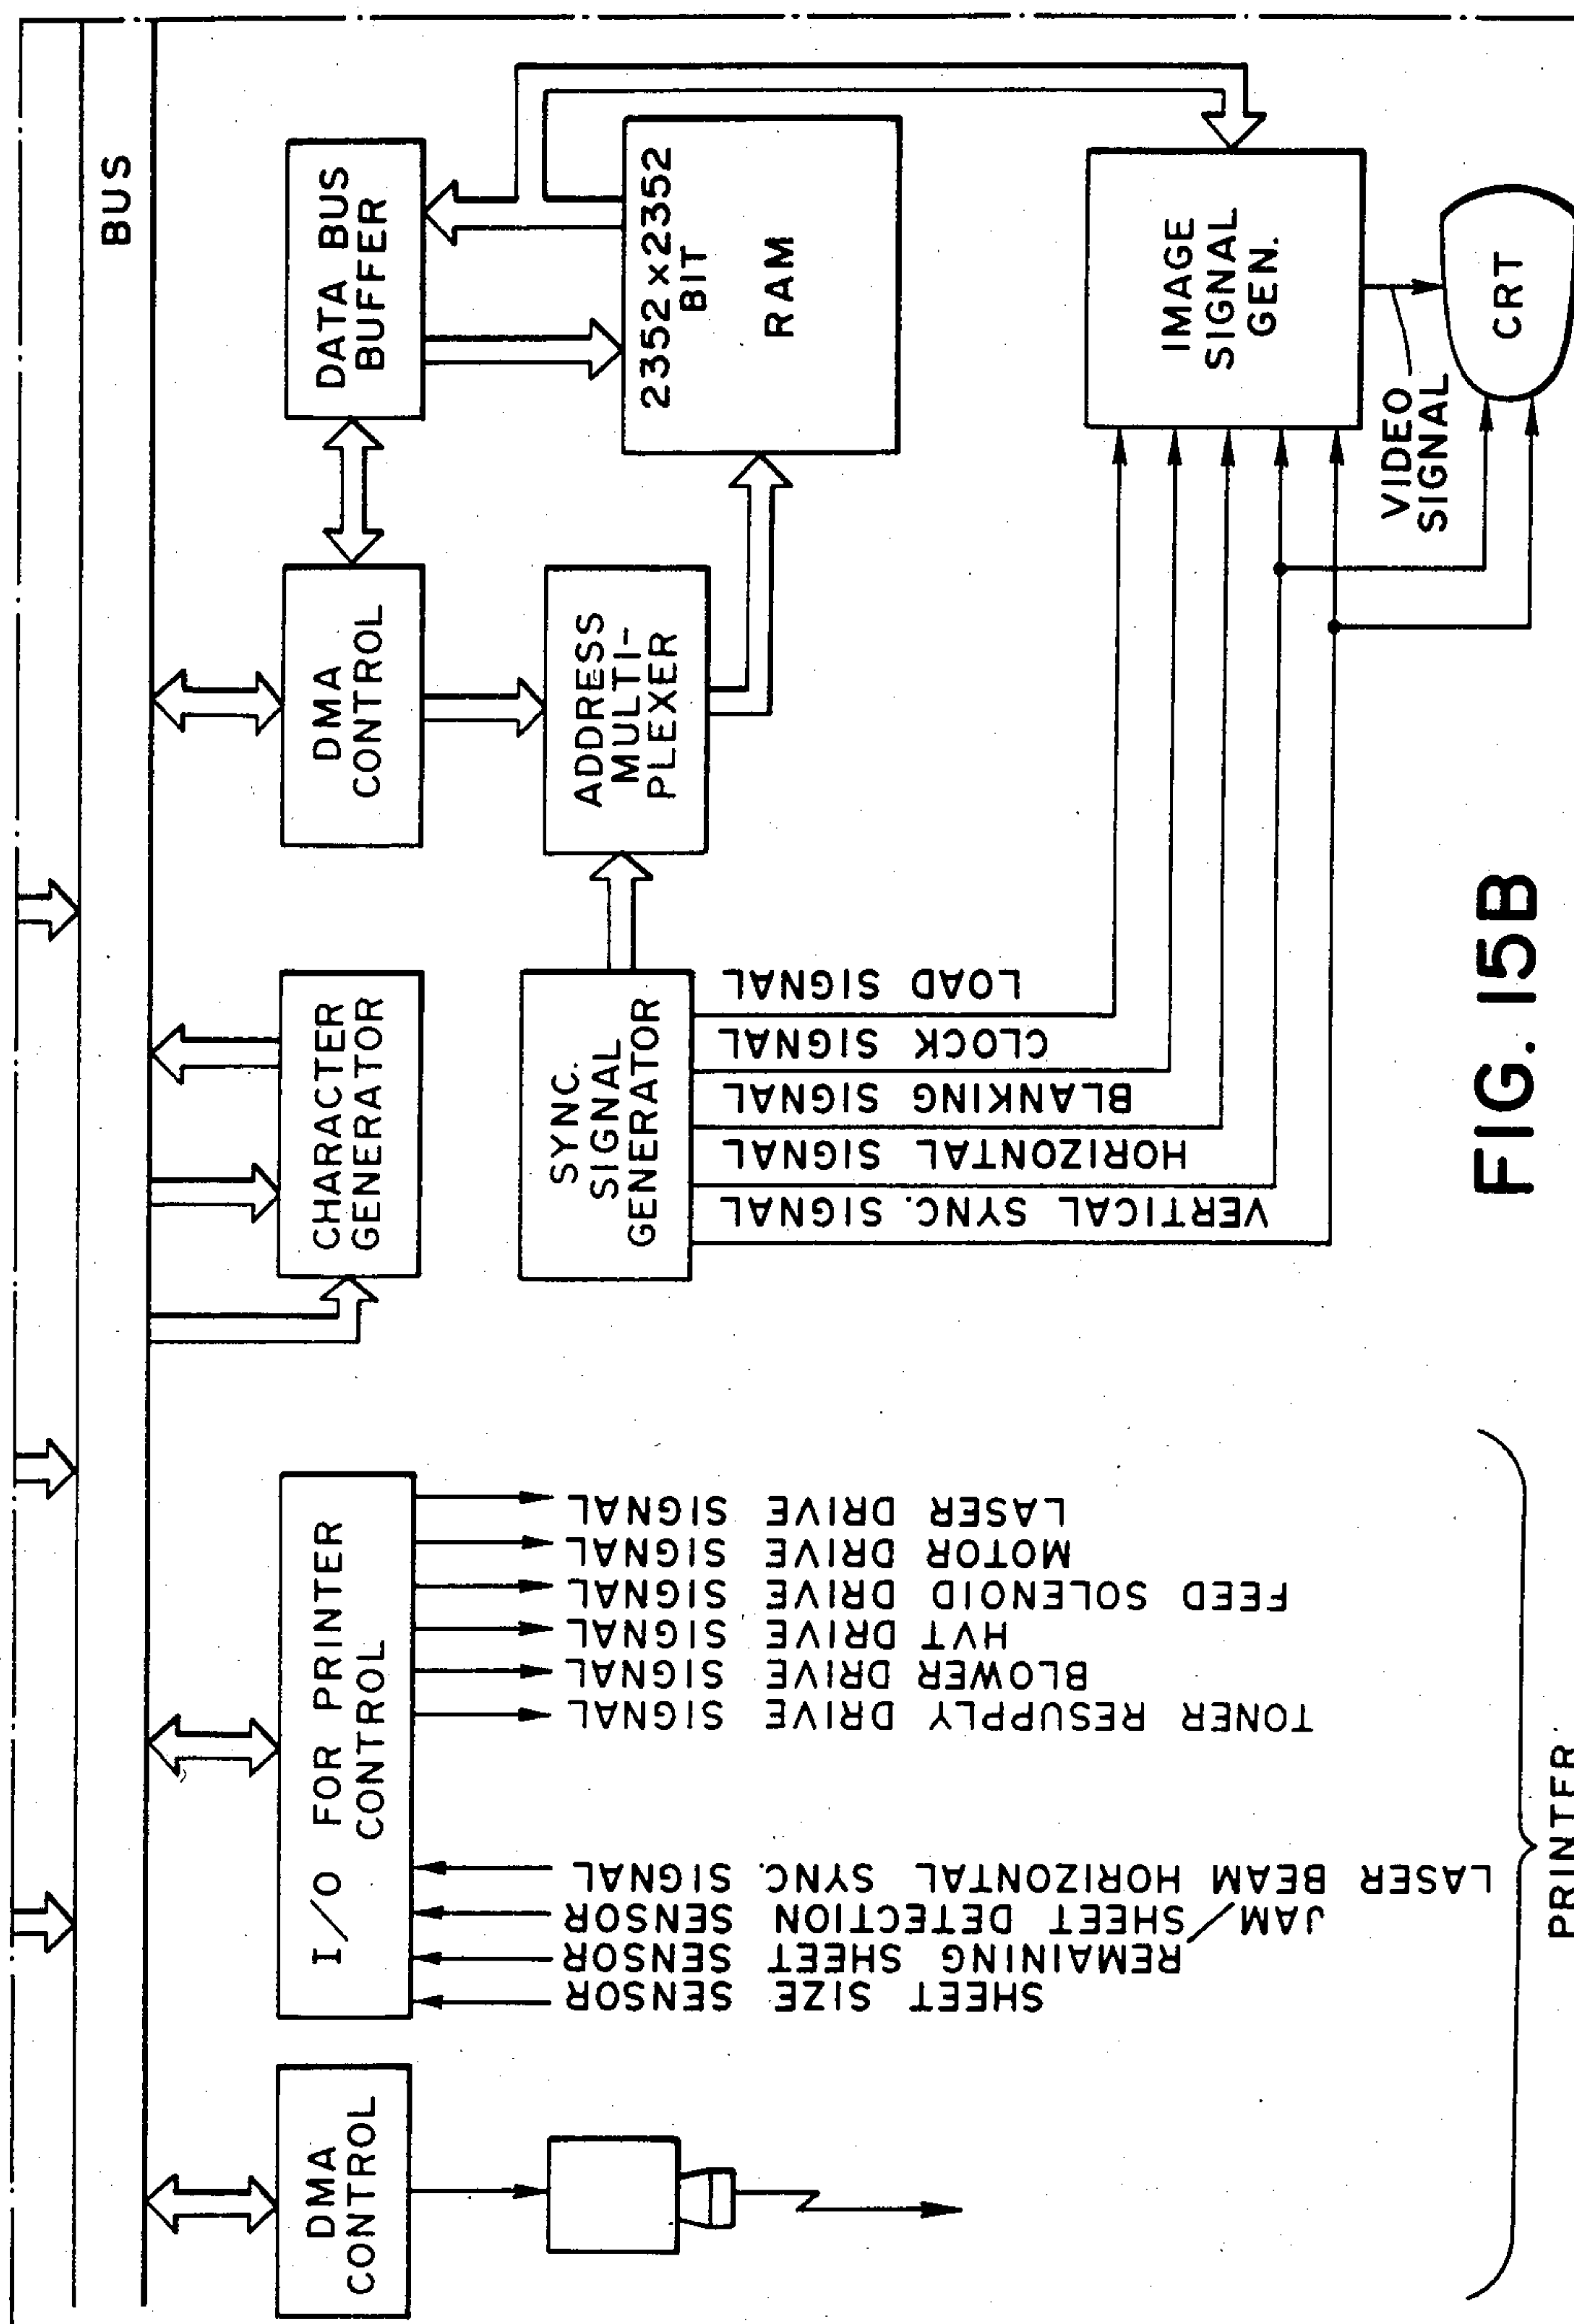 BUS
DMA
CONTROL
I/O FOR PRINTER
CONTROL
CHARACTER
GENERATOR
DMA
CONTROL
DATA BUS
BUFFER
SYNC.
SIGNAL
GENERATOR
ADDRESS
MULTI-
PLEXER
2352×2352
BIT
RAM
SHEET SIZE SENSOR
REMAINING SHEET SENSOR
JAM/SHEET DETECTION SENSOR
LASER BEAM HORIZONTAL SYNC. SIGNAL
TONER RESUPPLY DRIVE SIGNAL
BLOWER DRIVE SIGNAL
HVT DRIVE SIGNAL
FEED SOLENOID DRIVE SIGNAL
MOTOR DRIVE SIGNAL
LASER DRIVE SIGNAL
VERTICAL SYNC. SIGNAL
HORIZONTAL SIGNAL
BLANKING SIGNAL
CLOCK SIGNAL
LOAD SIGNAL
IMAGE
SIGNAL
GEN.
VIDEO
SIGNAL
CRT
PRINTER
FIG. 15B